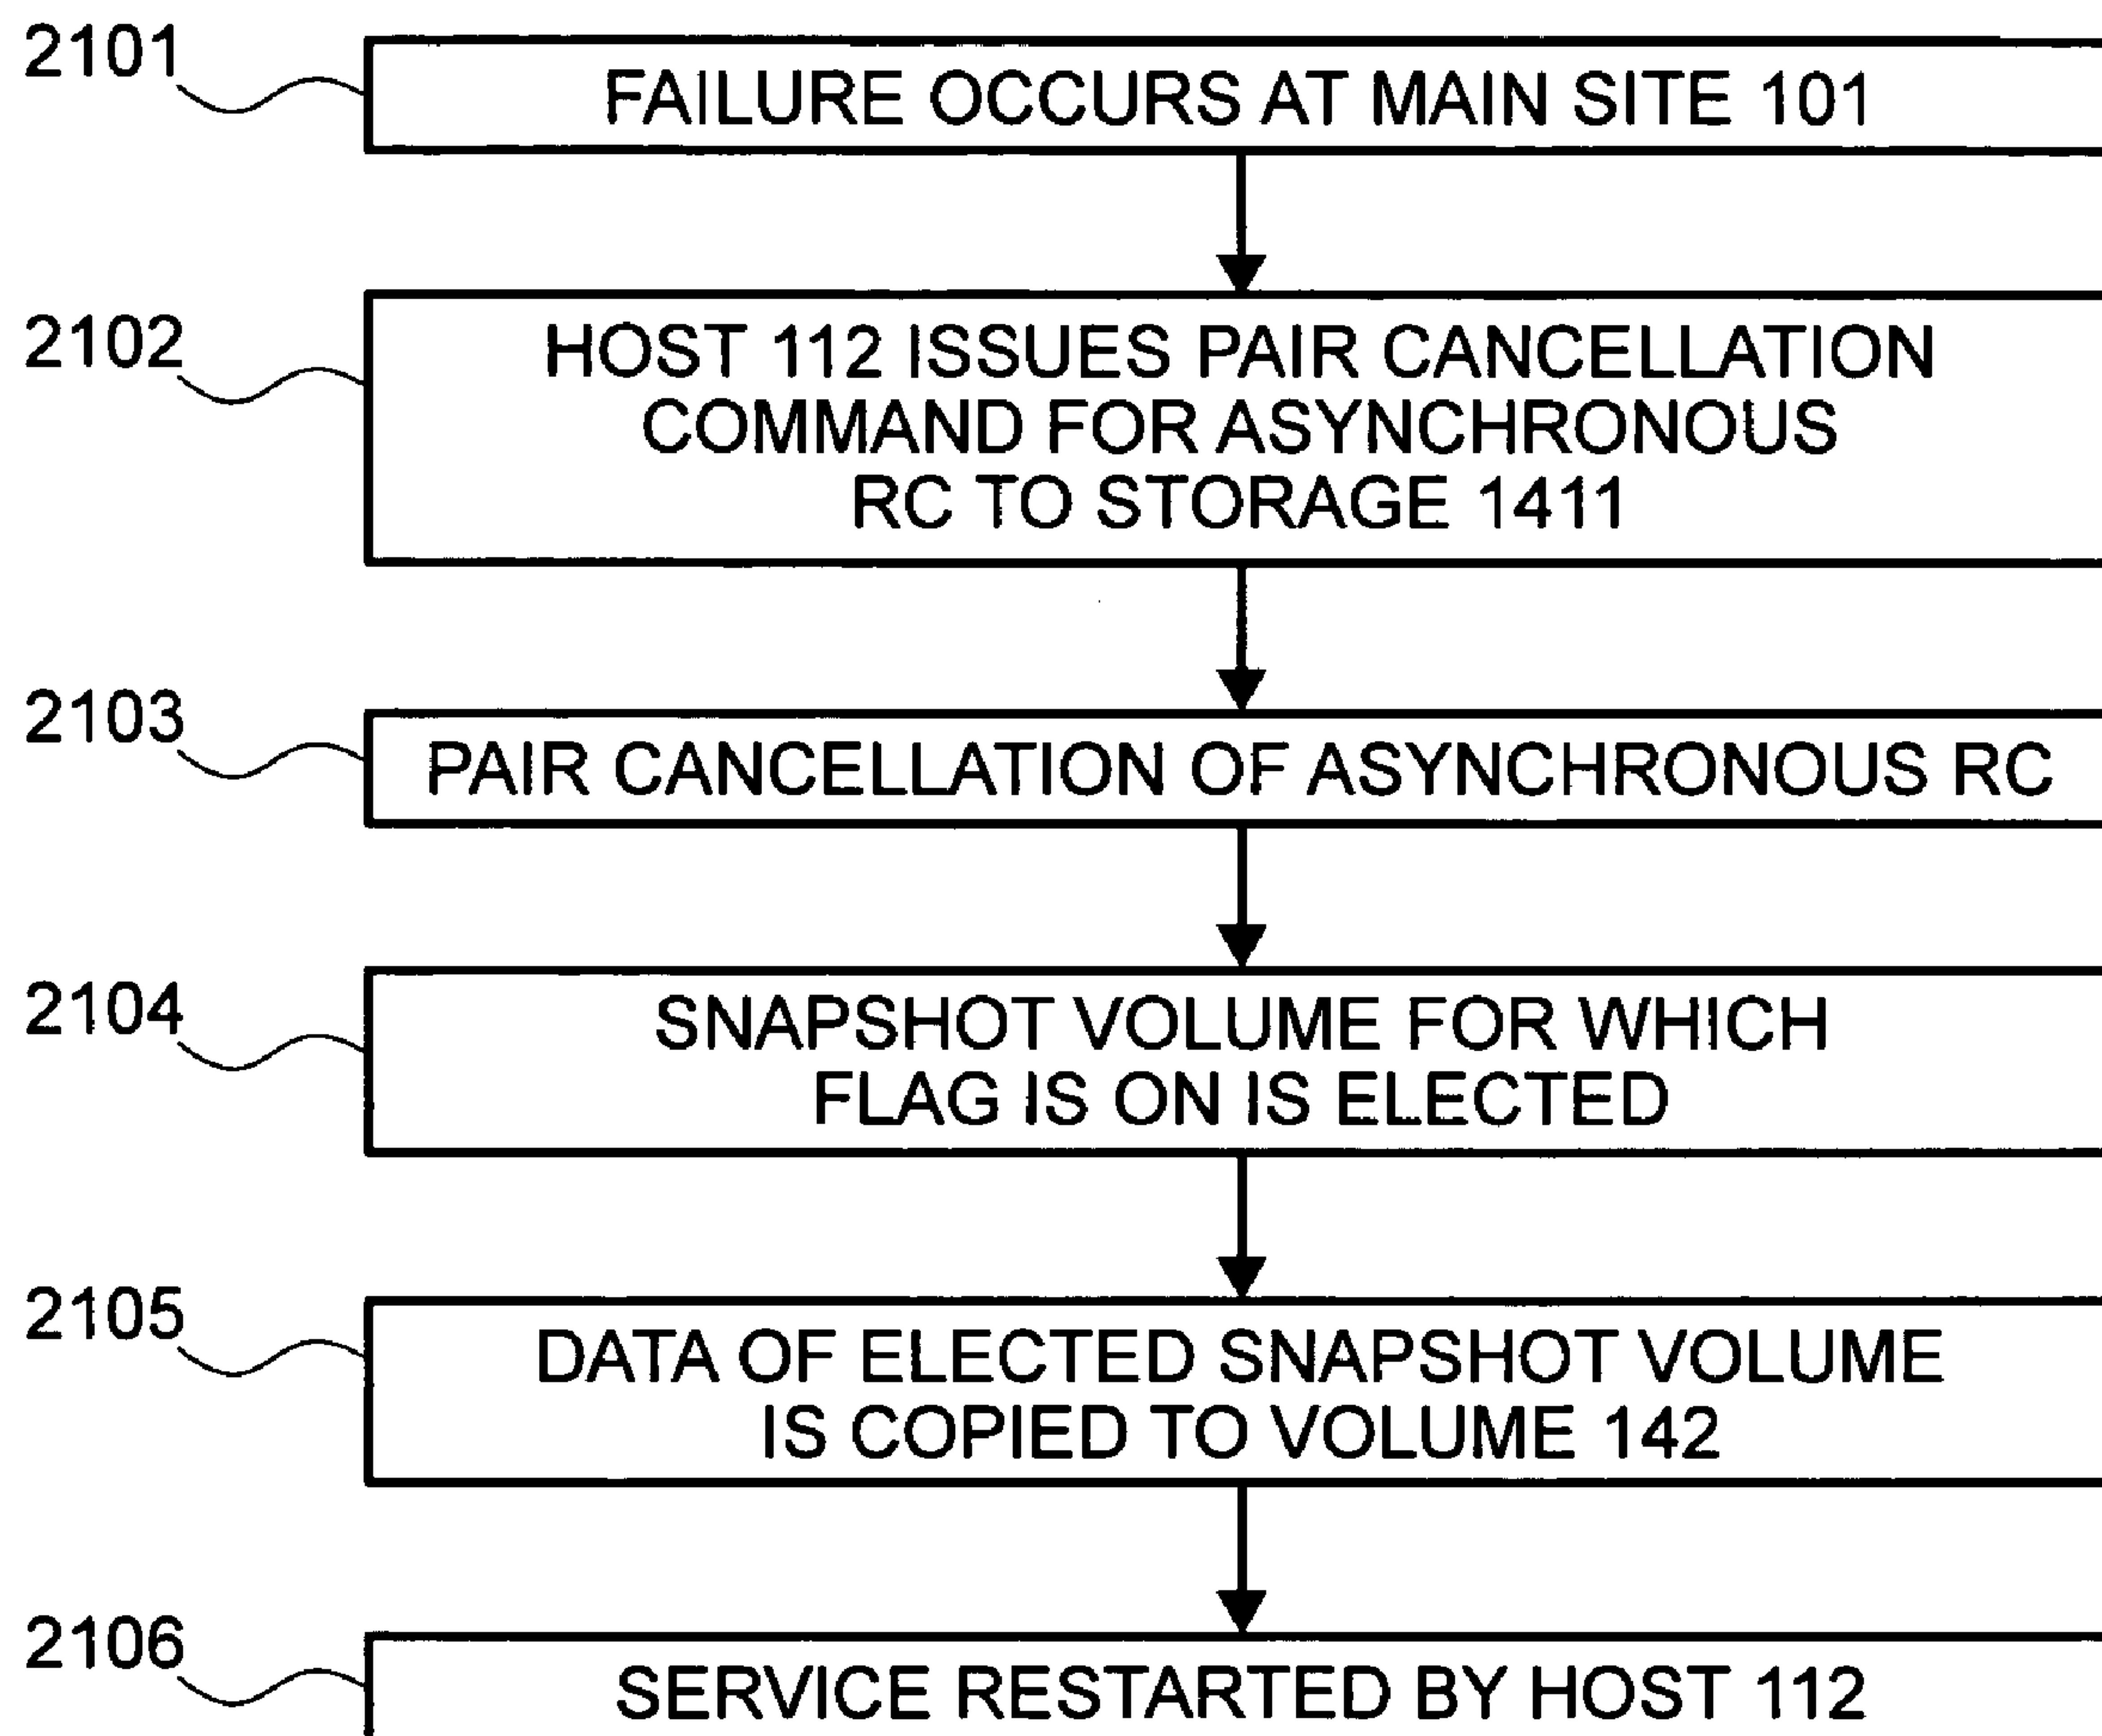 2101
FAILURE OCCURS AT MAIN SITE 101
2102
HOST 112 ISSUES PAIR CANCELLATION
COMMAND FOR ASYNCHRONOUS
RC TO STORAGE 1411
2103
PAIR CANCELLATION OF ASYNCHRONOUS RC
2104
SNAPSHOT VOLUME FOR WHICH
FLAG IS ON IS ELECTED
2105
DATA OF ELECTED SNAPSHOT VOLUME
IS COPIED TO VOLUME 142
2106
SERVICE RESTARTED BY HOST 112